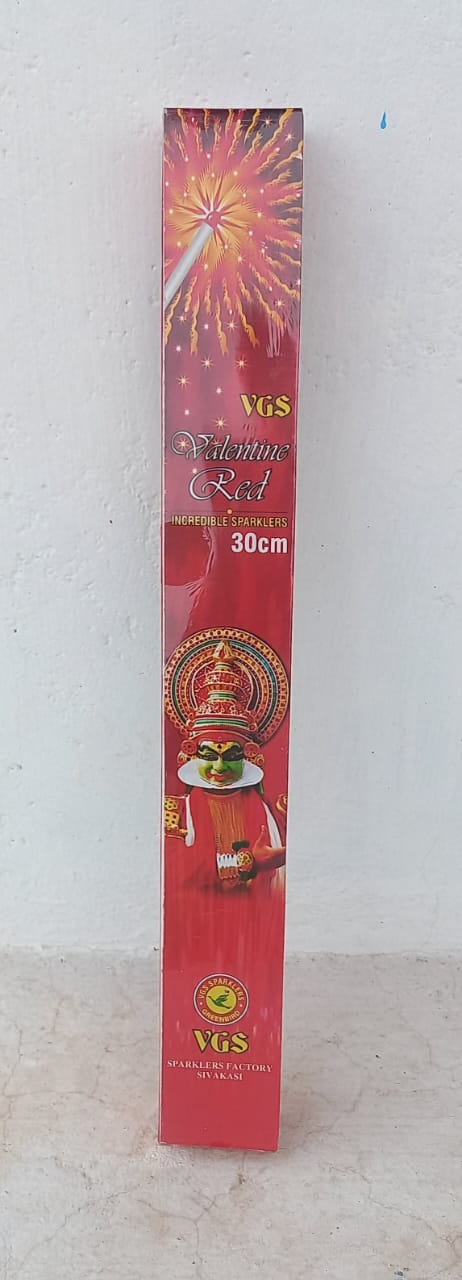 VGS
Valentine
Red
INCREDIBLE SPARKLERS
30cm
VGS SPARKLERS
GREENBIRD
VGS
SPARKLERS FACTORY
SIVAKASI